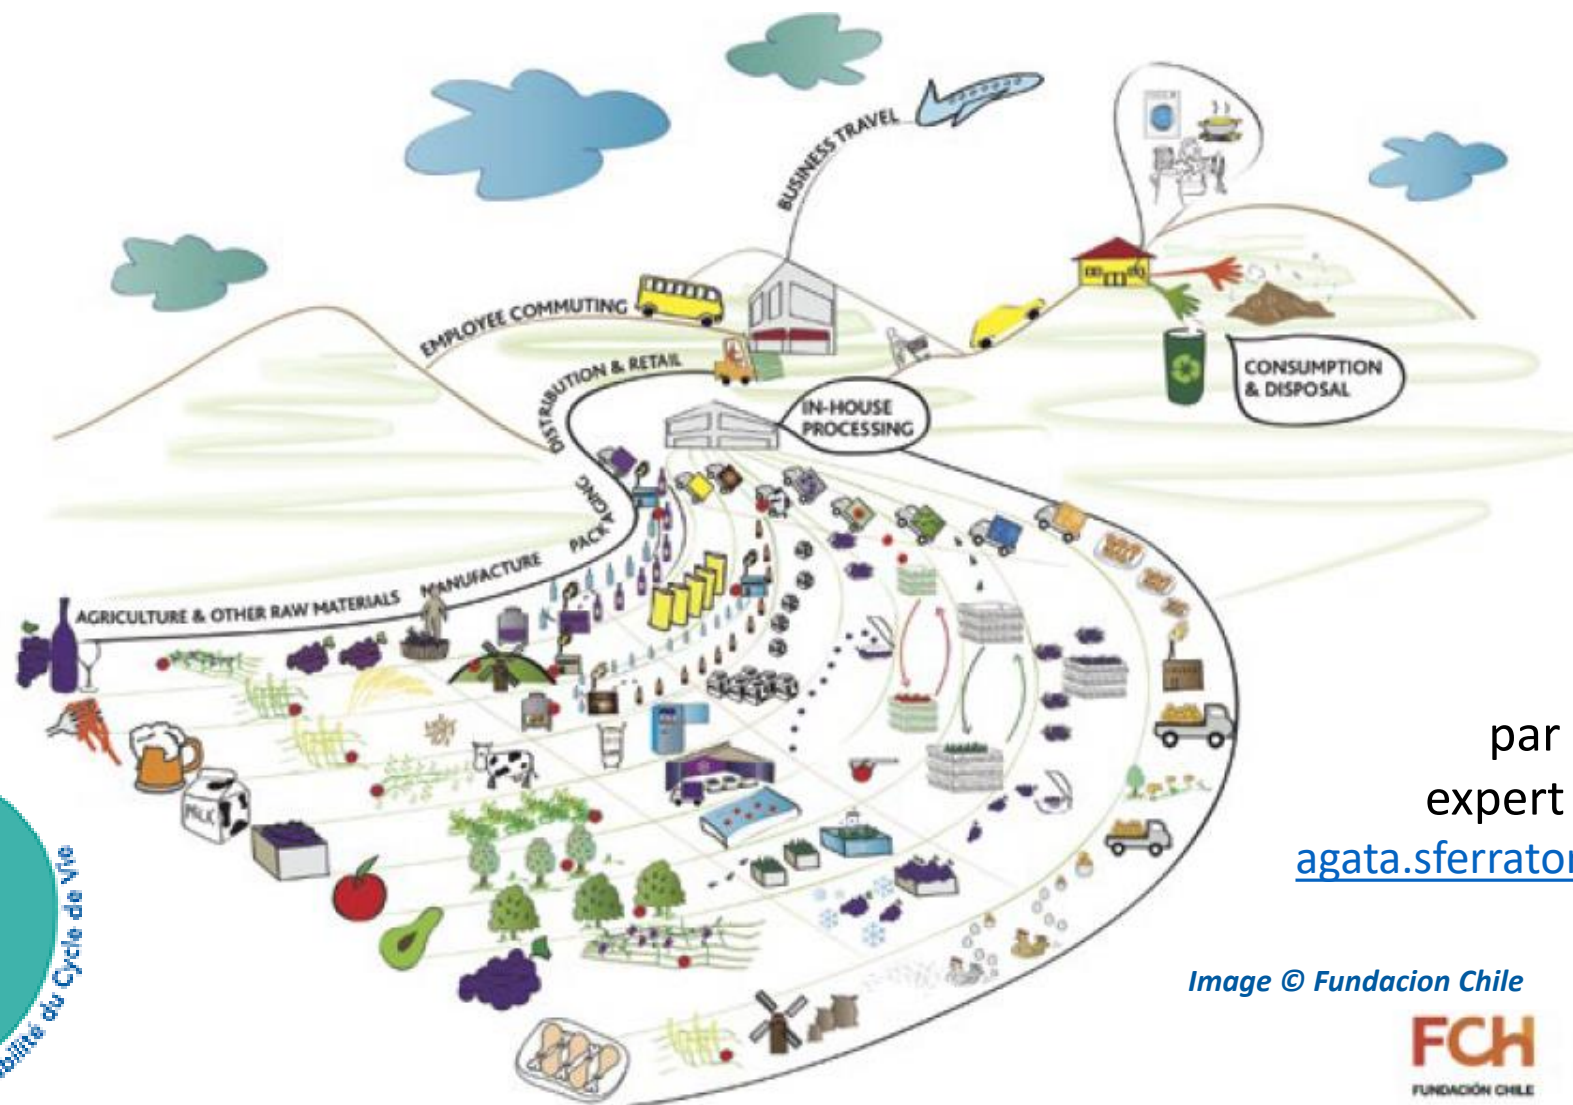 BUSINESS TRAVEL
EMPLOYEE COMMUTING
DISTRIBUTION & RETAIL
IN-HOUSE
PROCESSING
CONSUMPTION
& DISPOSAL
PACKAGING
MANUFACTURE
AGRICULTURE & OTHER RAW MATERIALS
MILK
par
expert
agata.sferrator
du Cycle de Vie
Image © Fundacion Chile
FCH
FUNDACIÓN CHILE